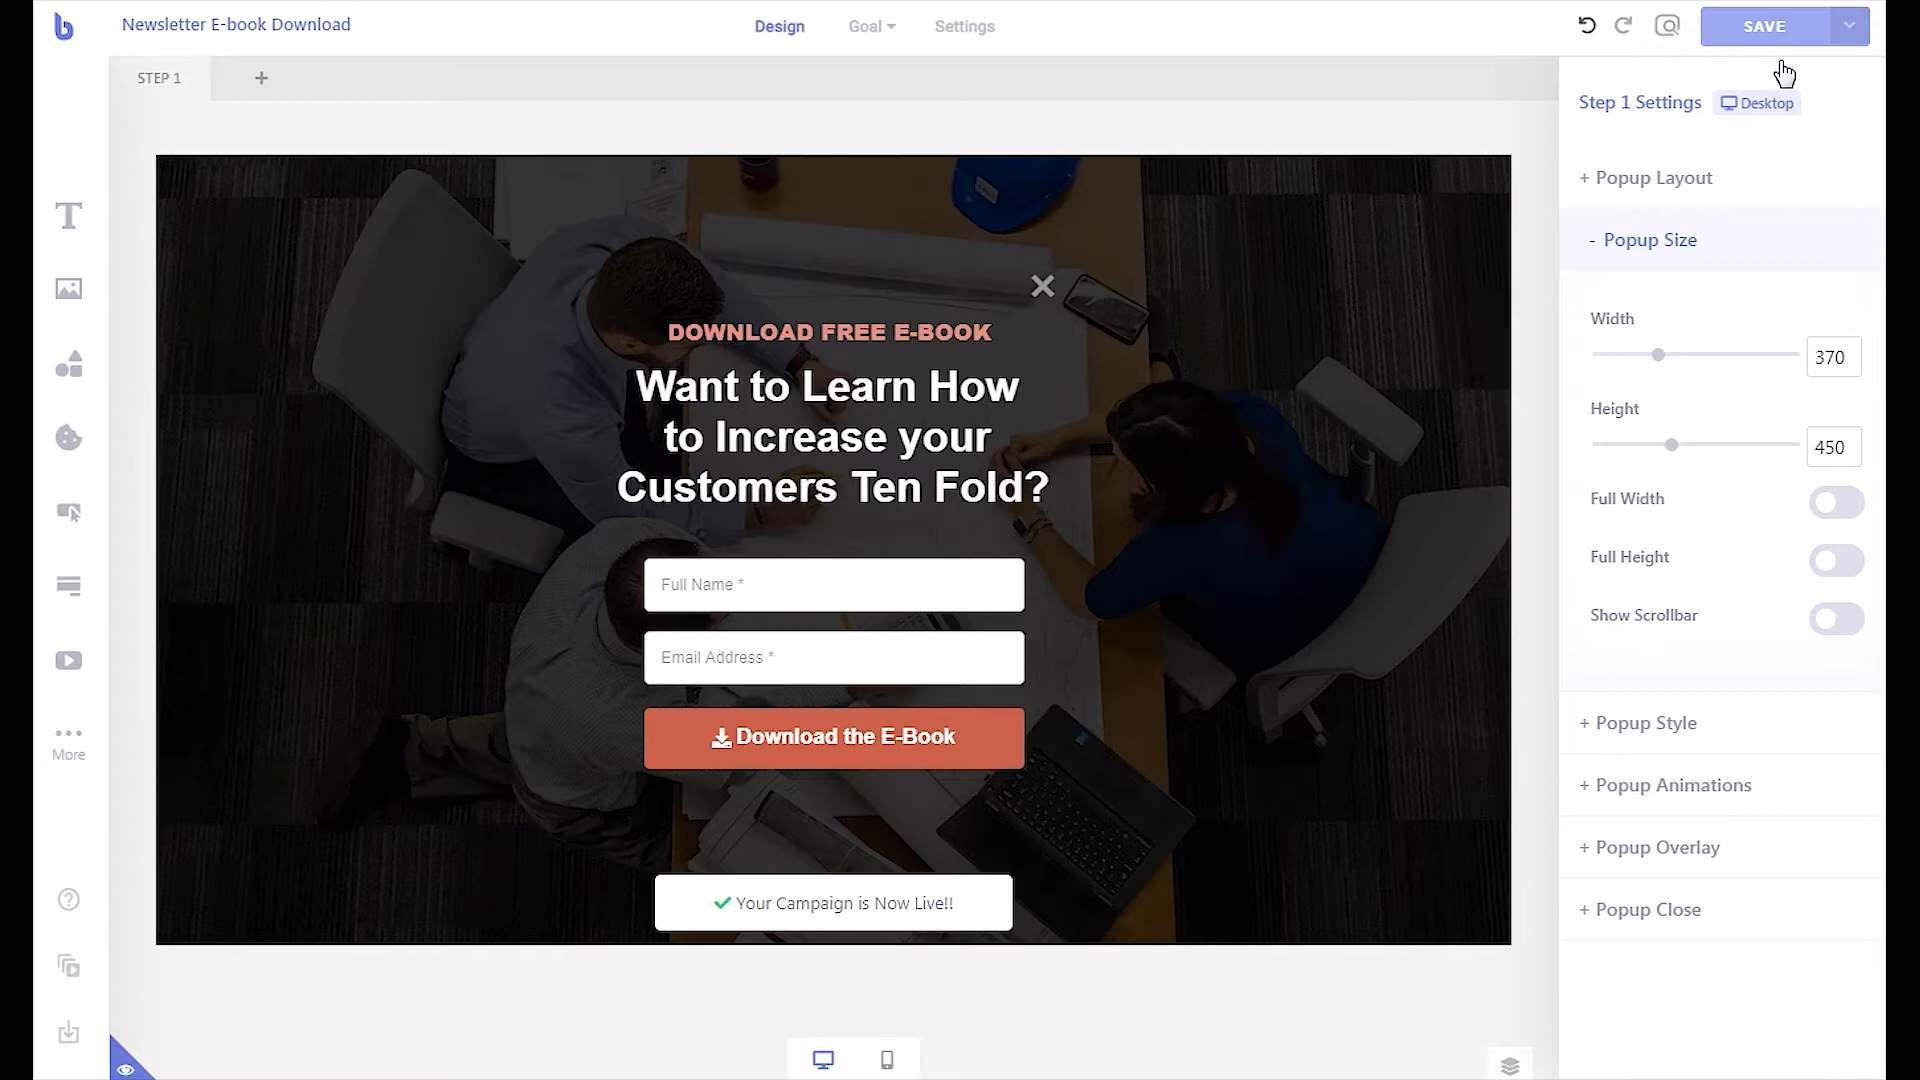 Newsletter E-book Download
Design
Goal
Settings
SAVE
STEP 1
+
Step 1 Settings
Desktop
+ Popup Layout
- Popup Size
Width
370
Height
450
Full Width
Full Height
Show Scrollbar
+ Popup Style
+ Popup Animations
+ Popup Overlay
+ Popup Close
T
More
DOWNLOAD FREE E-BOOK
Want to Learn How
to Increase your
Customers Ten Fold?
Full Name *
Email Address *
Download the E-Book
Your Campaign is Now Live!!